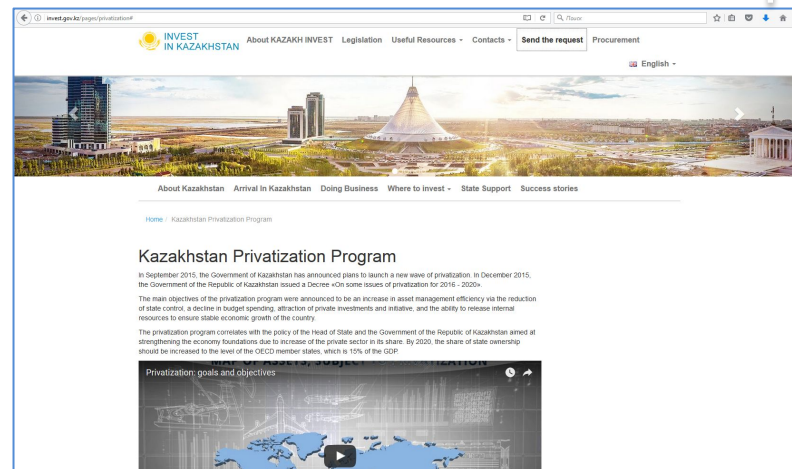 invest.gov.kz/pages/privatization#
Поиск
INVEST
IN KAZAKHSTAN
About KAZAKH INVEST Legislation Useful Resources Contacts Send the request Procurement
English
About Kazakhstan Arrival In Kazakhstan Doing Business Where to invest State Support Success stories
Home / Kazakhstan Privatization Program
Kazakhstan Privatization Program
In September 2015, the Government of Kazakhstan has announced plans to launch a new wave of privatization. In December 2015,
the Government of the Republic of Kazakhstan issued a Decree «On some issues of privatization for 2016 - 2020».
The main objectives of the privatization program were announced to be an increase in asset management efficiency via the reduction
of state control, a decline in budget spending, attraction of private investments and initiative, and the ability to release internal
resources to ensure stable economic growth of the country.
The privatization program correlates with the policy of the Head of State and the Government of the Republic of Kazakhstan aimed at
strengthening the economy foundations due to increase of the private sector in its share. By 2020, the share of state ownership
should be increased to the level of the OECD member states, which is 15% of the GDP.
MAP OF ASSETS, SUBJECT
Privatization: goals and objectives